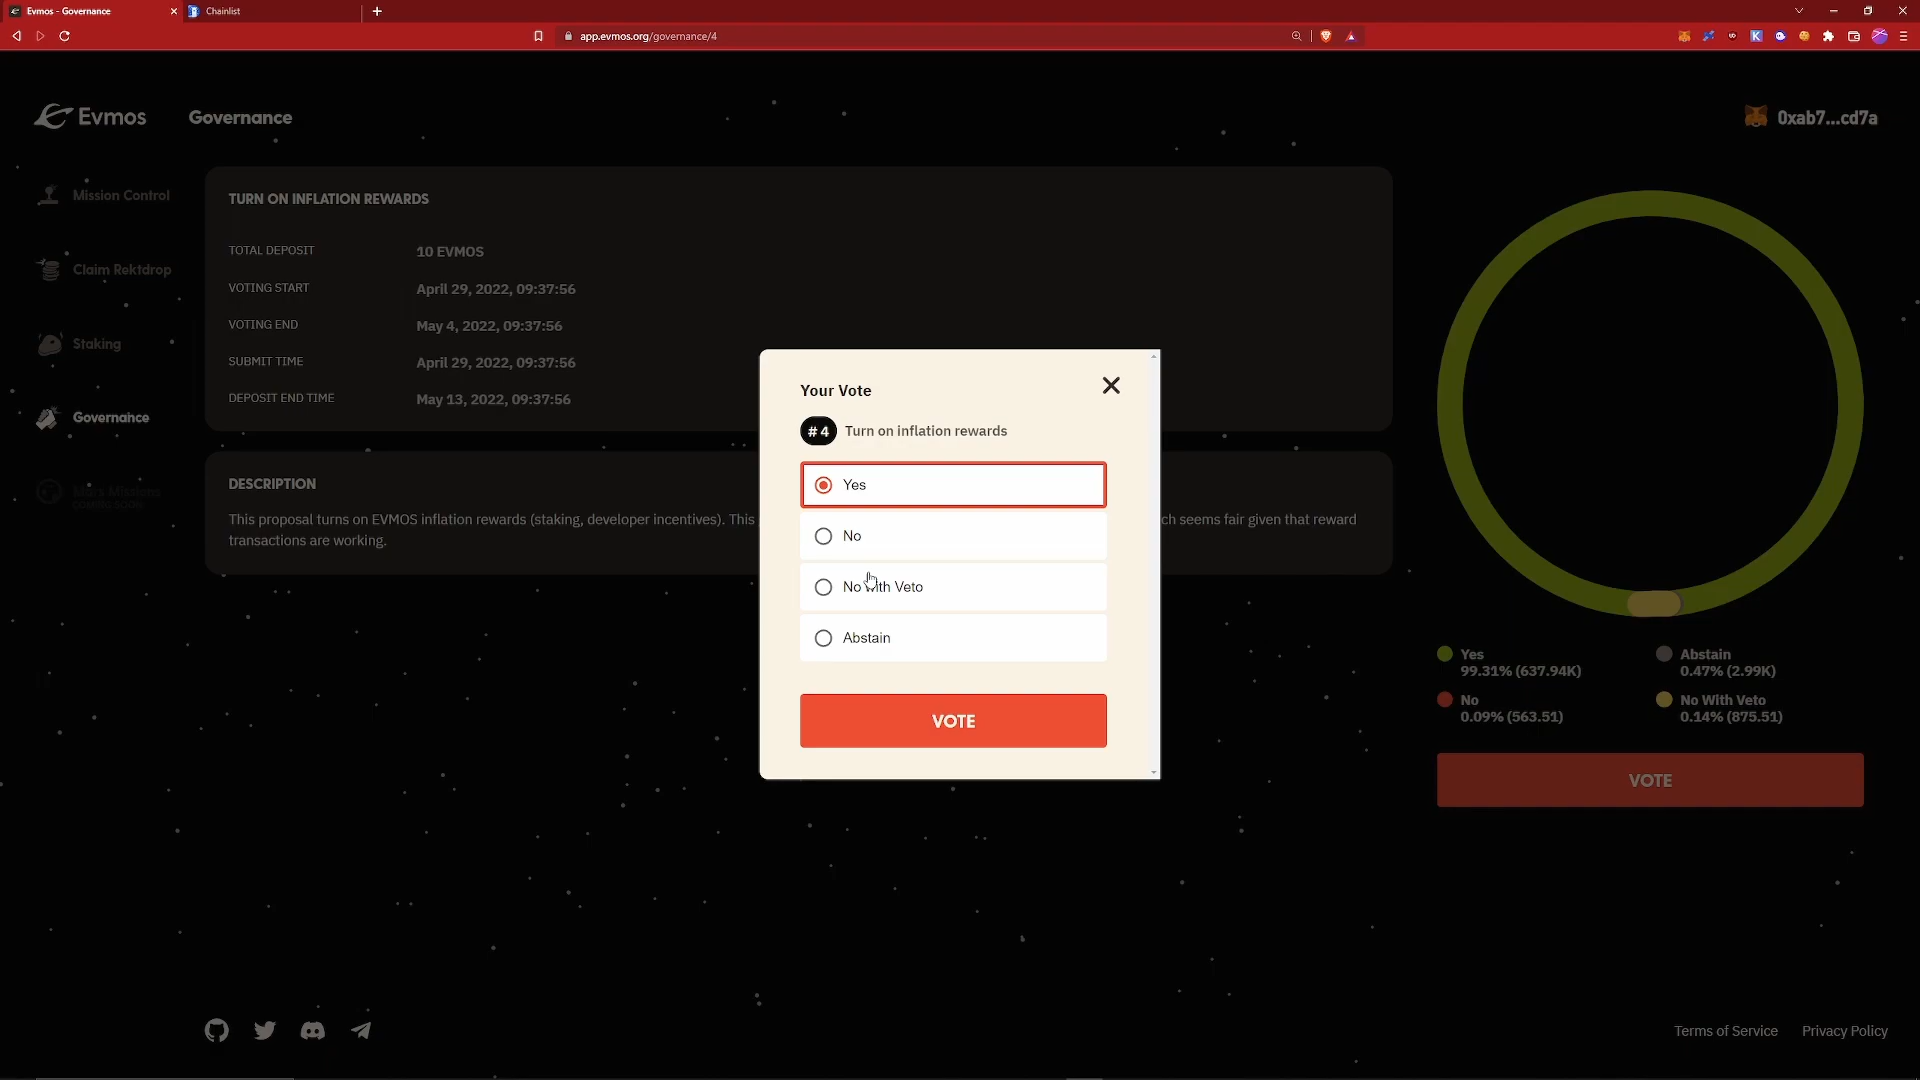 Evmos - Governance
Chainlist
app.evmos.org/governance/4
Evmos
Governance
0xab7...cd7a
Mission Control
Claim Rektdrop
Staking
Governance
Mars Missions
COMING SOON
TURN ON INFLATION REWARDS
TOTAL DEPOSIT 10 EVMOS
VOTING START April 29, 2022, 09:37:56
VOTING END May 4, 2022, 09:37:56
SUBMIT TIME April 29, 2022, 09:37:56
DEPOSIT END TIME May 13, 2022, 09:37:56
DESCRIPTION
This proposal turns on EVMOS inflation rewards (staking, developer incentives). This ch seems fair given that reward
transactions are working.
Your Vote
#4 Turn on inflation rewards
Yes
No
No With Veto
Abstain
VOTE
Yes
99.31% (637.94K)
Abstain
0.47% (2.99K)
No
0.09% (563.51)
No With Veto
0.14% (875.51)
VOTE
Terms of Service
Privacy Policy